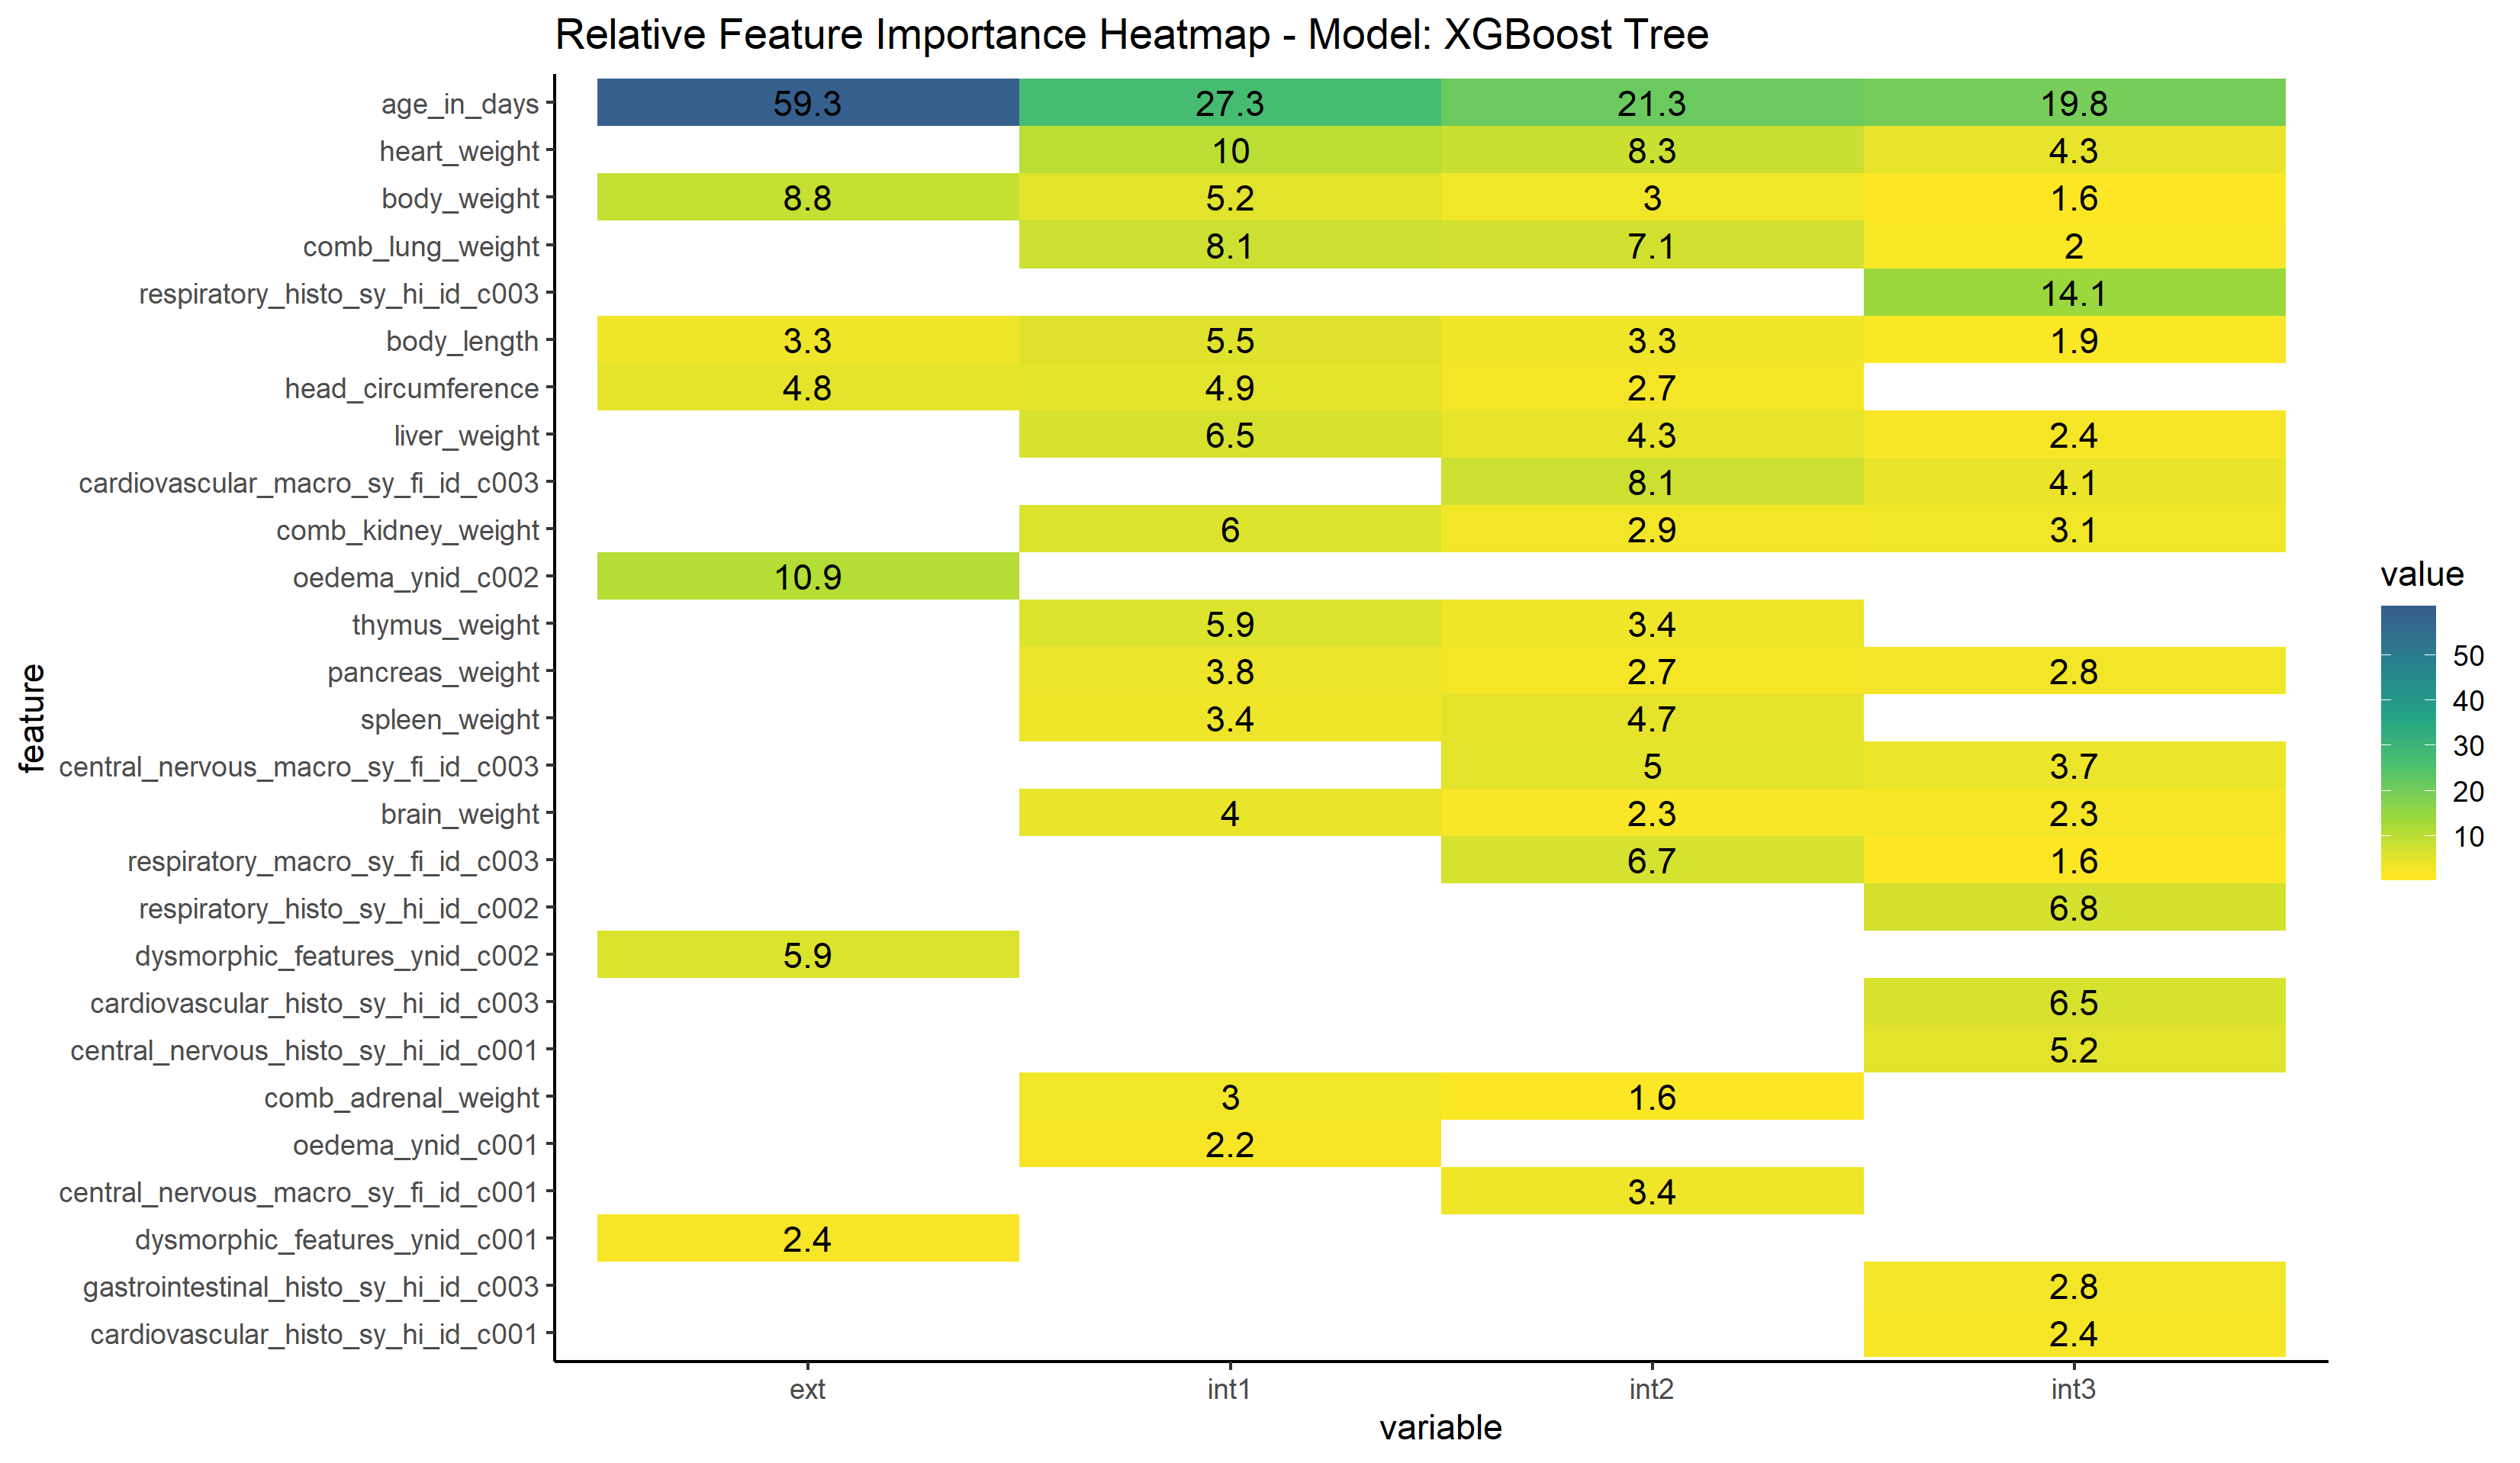 Relative Feature Importance Heatmap - Model: XGBoost Tree
age_in_days 59.3 27.3 21.3 19.8
heart_weight 10 8.3 4.3
body_weight 8.8 5.2 3 1.6
comb_lung_weight 8.1 7.1 2
respiratory_histo_sy_hi_id_c003 14.1
body_length 3.3 5.5 3.3 1.9
head_circumference 4.8 4.9 2.7
liver_weight 6.5 4.3 2.4
cardiovascular_macro_sy_fi_id_c003 8.1 4.1
comb_kidney_weight 6 2.9 3.1
oedema_ynid_c002 10.9
thymus_weight 5.9 3.4
pancreas_weight 3.8 2.7 2.8
spleen_weight 3.4 4.7
central_nervous_macro_sy_fi_id_c003 5 3.7
brain_weight 4 2.3 2.3
respiratory_macro_sy_fi_id_c003 6.7 1.6
respiratory_histo_sy_hi_id_c002 6.8
dysmorphic_features_ynid_c002 5.9
cardiovascular_histo_sy_hi_id_c003 6.5
central_nervous_histo_sy_hi_id_c001 5.2
comb_adrenal_weight 3 1.6
oedema_ynid_c001 2.2
central_nervous_macro_sy_fi_id_c001 3.4
dysmorphic_features_ynid_c001 2.4
gastrointestinal_histo_sy_hi_id_c003 2.8
cardiovascular_histo_sy_hi_id_c001 2.4
ext int1 int2 int3
variable
feature
value
50
40
30
20
10